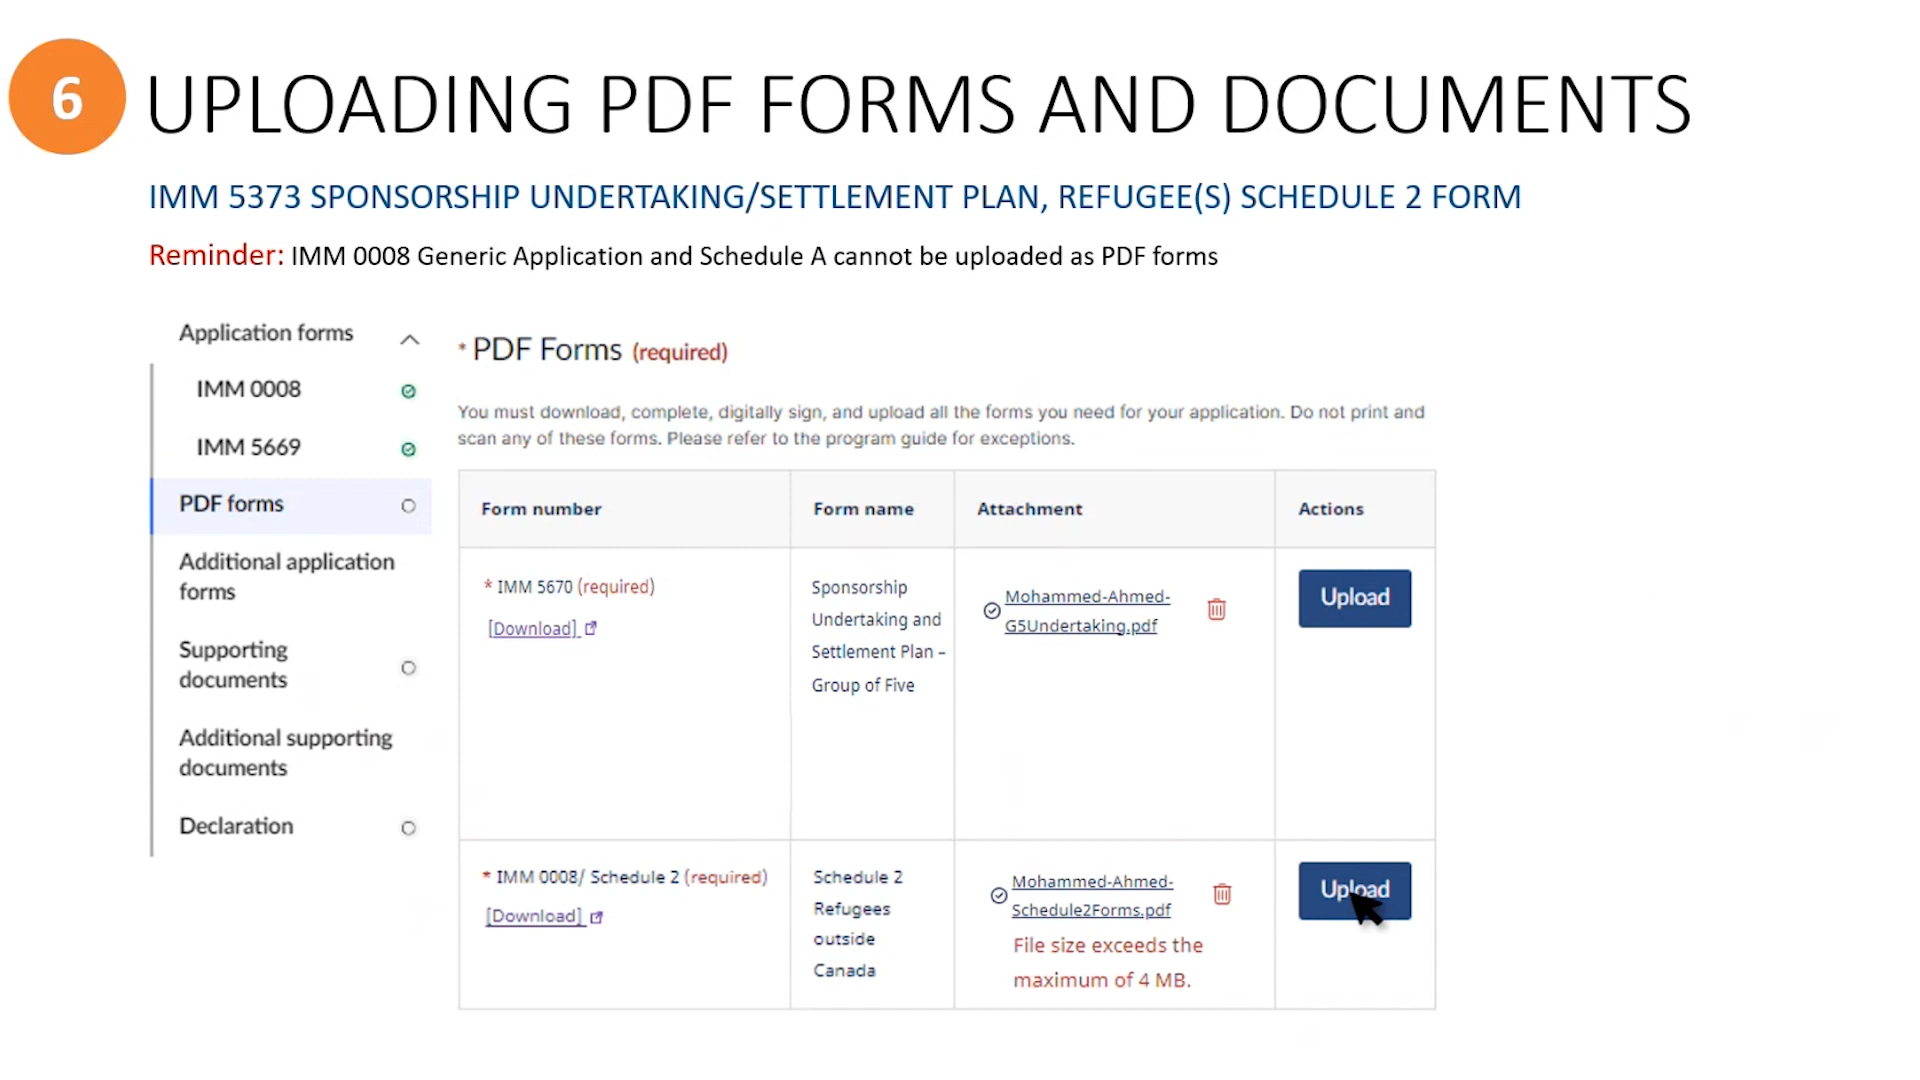 6
UPLOADING PDF FORMS AND DOCUMENTS
IMM 5373 SPONSORSHIP UNDERTAKING/SETTLEMENT PLAN, REFUGEE(S) SCHEDULE 2 FORM
Reminder: IMM 0008 Generic Application and Schedule A cannot be uploaded as PDF forms
Application forms
IMM 0008
IMM 5669
PDF forms
Additional application
forms
Supporting
documents
Additional supporting
documents
Declaration
* PDF Forms (required)
You must download, complete, digitally sign, and upload all the forms you need for your application. Do not print and
scan any of these forms. Please refer to the program guide for exceptions.
Form number
Form name
Attachment
Actions
* IMM 5670 (required)
[Download]
Sponsorship
Undertaking and
Settlement Plan –
Group of Five
Mohammed-Ahmed-
G5Undertaking.pdf
Upload
* IMM 0008/ Schedule 2 (required)
[Download]
Schedule 2
Refugees
outside
Canada
Mohammed-Ahmed-
Schedule2Forms.pdf
File size exceeds the
maximum of 4 MB.
Upload